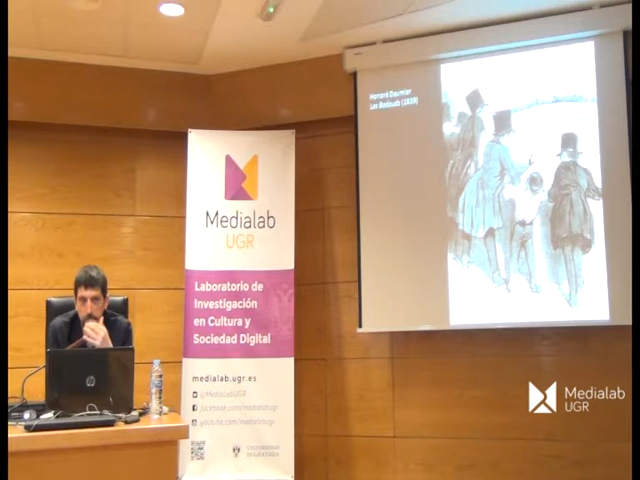 Honoré Daumier
Les Badauds (1839)
Medialab
UGR
Laboratorio de
Investigación
en Cultura y
Sociedad Digital
medialab.ugr.es
@MediaLabUGR
facebook.com/medialabugr
youtube.com/medialabugr
UNIVERSIDAD
DE GRANADA
hp
Medialab
UGR